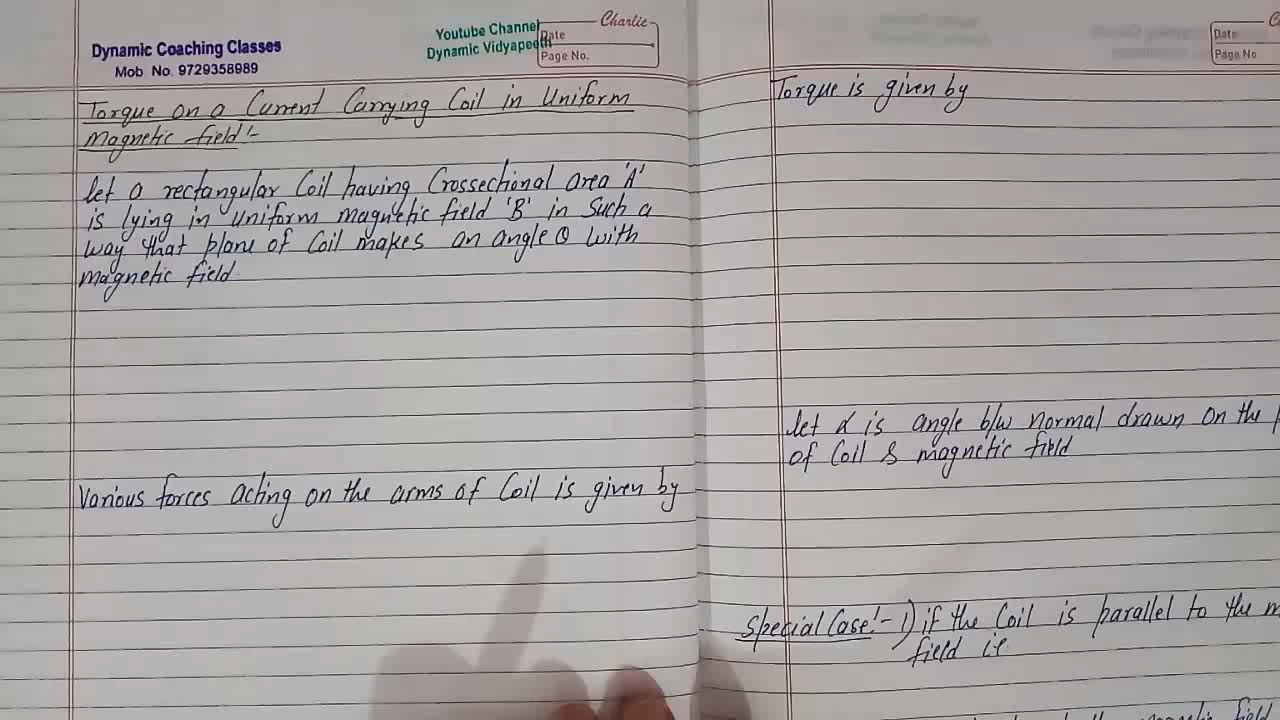 Dynamic Coaching Classes
Mob No. 9729358989
Youtube Channel
Dynamic Vidyapeeth
Charlie
Date
Page No.
Torque on a Current Carrying Coil in Uniform
Magnetic field:-
Let a rectangular Coil having Crossectional area 'A'
is lying in uniform magnetic field 'B' in Such a
way that plane of Coil makes an angle θ with
magnetic field
Various forces acting on the arms of Coil is given by
Date
Page No
Torque is given by
Let α is angle b/w normal drawn on the
of Coil & magnetic field
Special Case:- 1) if the Coil is parallel to the
field ie